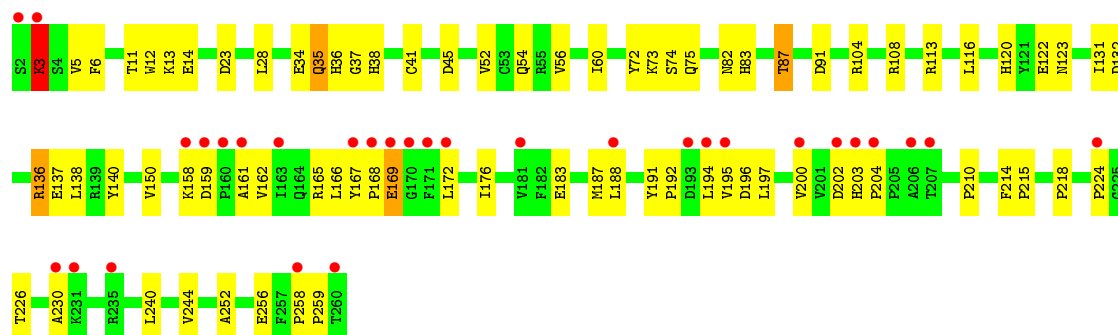 S2 K3 S4 V5 F6 T11 W12 K13 E14 D23 L28 E34 Q35 H36 G37 H38 C41 D45 V52 C53 Q54 R55 V56 I60 Y72 K73 S74 Q75 N82 H83 T87 D91 R104 R108 R113 L116 H120 Y121 E122 N123 I131 D132
R136 E137 L138 R139 Y140 V150 K158 D159 P160 A161 V162 I163 Q164 R165 L166 Y167 P168 E169 G170 F171 L172 I176 V181 F182 E183 M187 L188 Y191 P192 D193 L194 V195 D196 L197 V200 V201 D202 H203 P204 P205 A206 T207 P210 F214 P215 P218 P224 G225
T226 A230 K231 R235 L240 V244 A252 E256 F257 P258 P259 T260